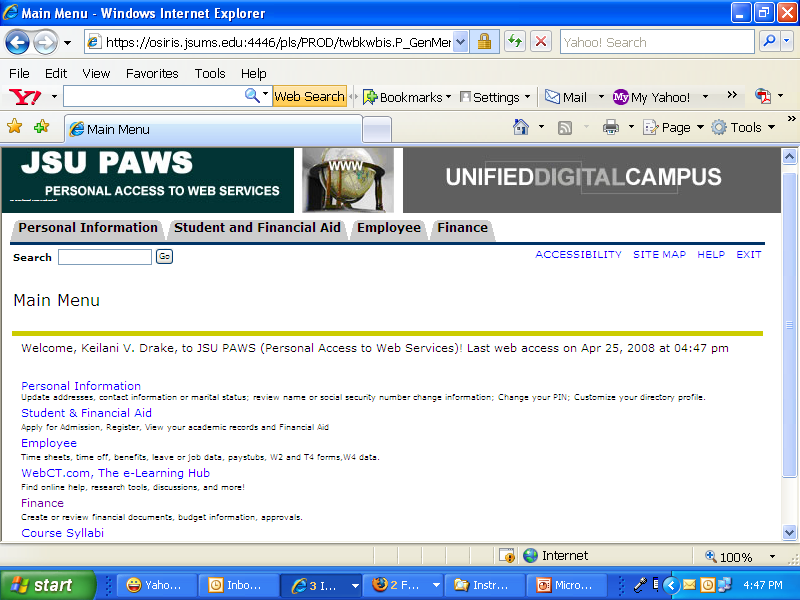 Main Menu - Windows Internet Explorer
https://osiris.jsums.edu:4446/pls/PROD/twbkwbis.P_GenMer
Yahoo! Search
File Edit View Favorites Tools Help
Y! Web Search Bookmarks Settings Mail My My Yahoo! »
Main Menu Page Tools »
JSU PAWS
PERSONAL ACCESS TO WEB SERVICES
WWW
UNIFIEDDIGITALCAMPUS
Personal Information Student and Financial Aid Employee Finance
Search Go ACCESSIBILITY SITE MAP HELP EXIT
Main Menu
Welcome, Keilani V. Drake, to JSU PAWS (Personal Access to Web Services)! Last web access on Apr 25, 2008 at 04:47 pm
Personal Information
Update addresses, contact information or marital status; review name or social security number change information; Change your PIN; Customize your directory profile.
Student & Financial Aid
Apply for Admission, Register, View your academic records and Financial Aid
Employee
Time sheets, time off, benefits, leave or job data, paystubs, W2 and T4 forms,W4 data.
WebCT.com, The e-Learning Hub
Find online help, research tools, discussions, and more!
Finance
Create or review financial documents, budget information, approvals.
Course Syllabi
Internet 100%
start Yaho... Inbo... 3 I... 2 F... Instr... Micro... 4:47 PM